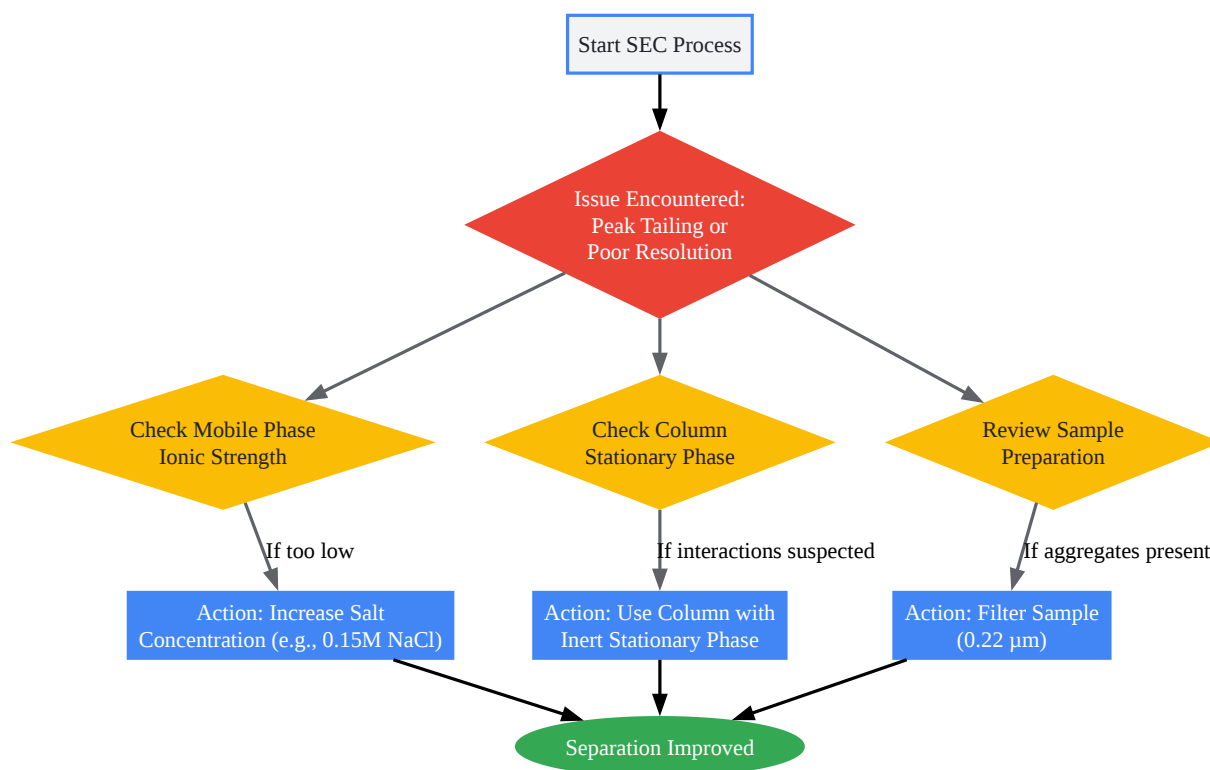 Start SEC Process
Issue Encountered:
Peak Tailing or
Poor Resolution
Check Mobile Phase
Ionic Strength
Check Column
Stationary Phase
Review Sample
Preparation
If too low
If interactions suspected
If aggregates present
Action: Increase Salt
Concentration (e.g., 0.15M NaCl)
Action: Use Column with
Inert Stationary Phase
Action: Filter Sample
(0.22 µm)
Separation Improved